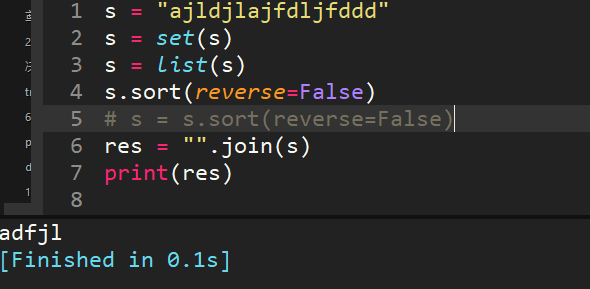 1 s = "ajldjlajfdljfddd"
2 s = set(s)
3 s = list(s)
4 s.sort(reverse=False)
5 # s = s.sort(reverse=False)
6 res = "".join(s)
7 print(res)
8
adfjl
[Finished in 0.1s]